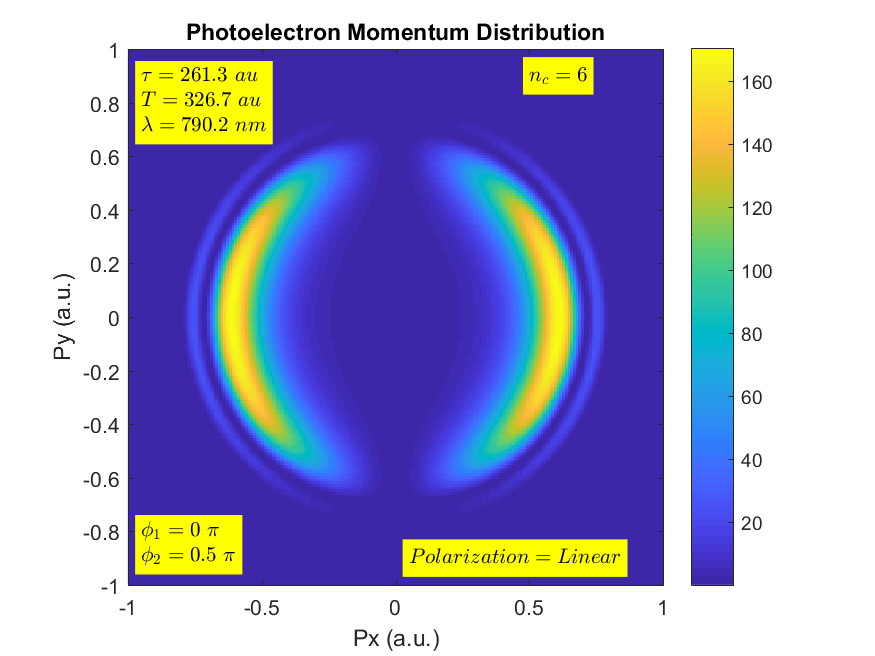 Photoelectron Momentum Distribution
τ = 261.3 au
T = 326.7 au
λ = 790.2 nm
n_c = 6
ϕ₁ = 0 π
ϕ₂ = 0.5 π
Polarization = Linear
Py (a.u.)
1
0.8
0.6
0.4
0.2
0
-0.2
-0.4
-0.6
-0.8
-1
-1
-0.5
0
0.5
1
Px (a.u.)
160
140
120
100
80
60
40
20